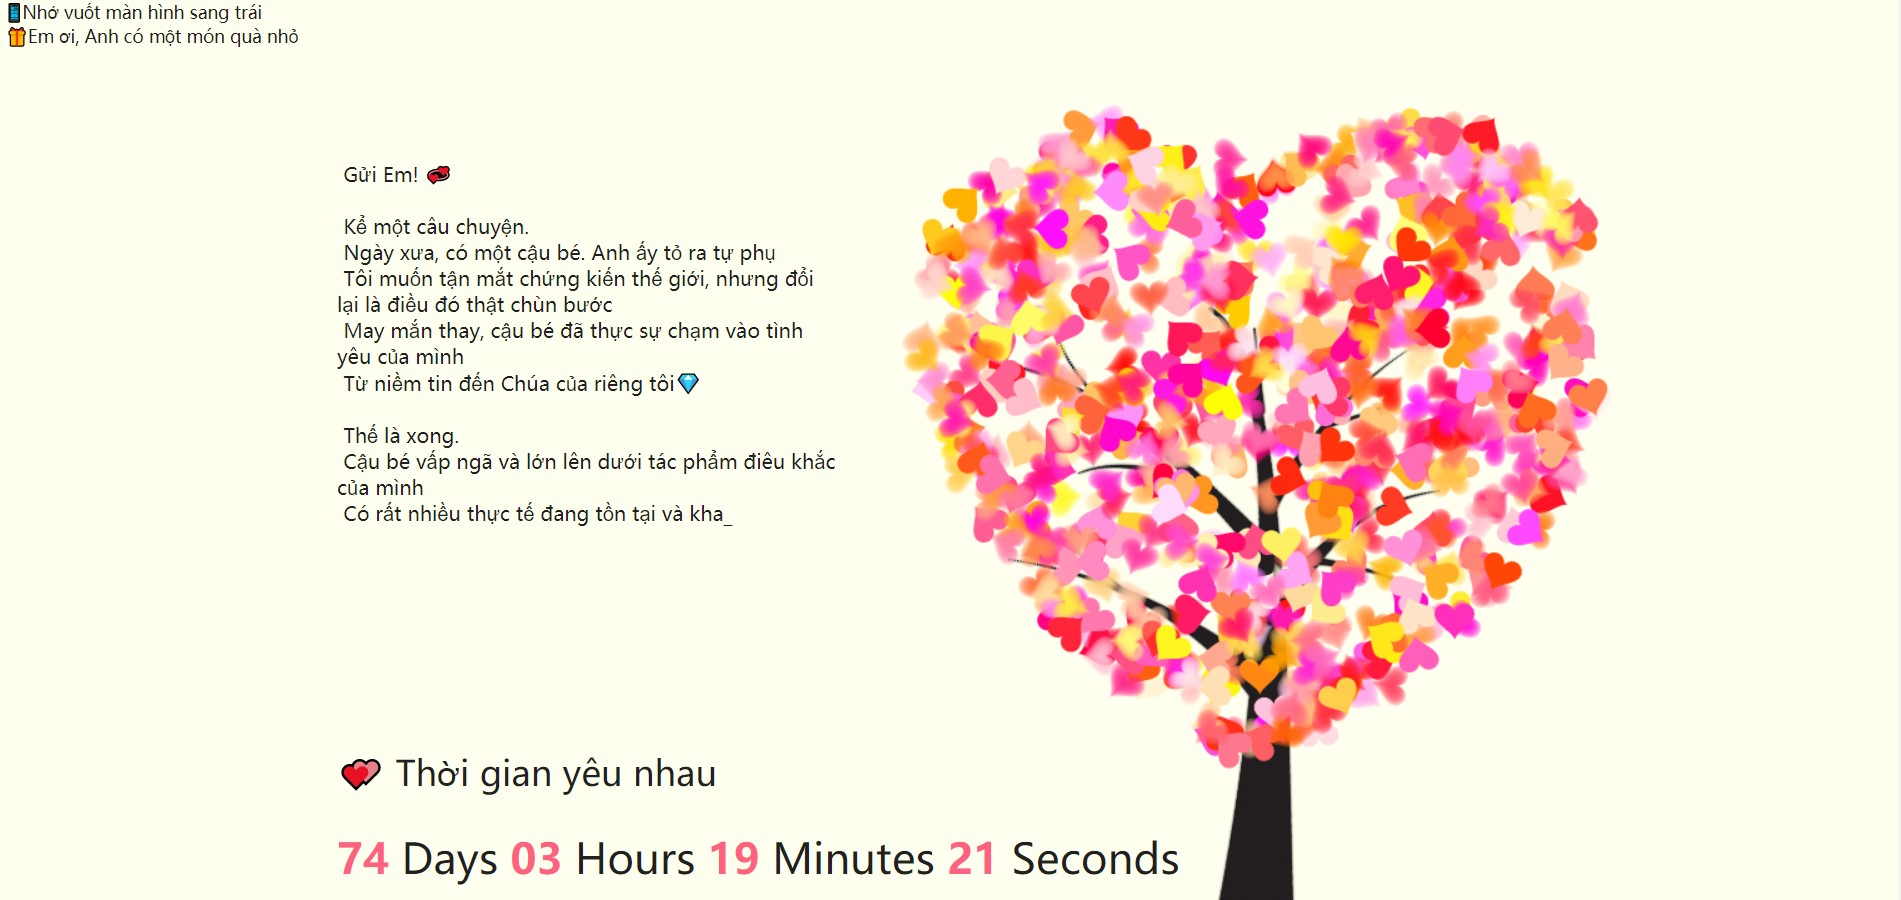 📱Nhớ vuốt màn hình sang trái
🎁Em ơi, Anh có một món quà nhỏ
Gửi Em! 💞
Kể một câu chuyện.
Ngày xưa, có một cậu bé. Anh ấy tỏ ra tự phụ
Tôi muốn tận mắt chứng kiến thế giới, nhưng đổi
lại là điều đó thật chùn bước
May mắn thay, cậu bé đã thực sự chạm vào tình
yêu của mình
Từ niềm tin đến Chúa của riêng tôi💎
Thế là xong.
Cậu bé vấp ngã và lớn lên dưới tác phẩm điêu khắc
của mình
Có rất nhiều thực tế đang tồn tại và kha_
💕 Thời gian yêu nhau
74 Days 03 Hours 19 Minutes 21 Seconds